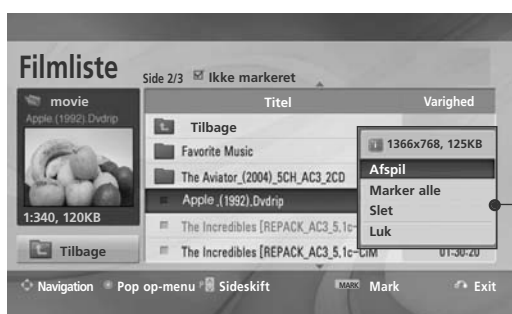 Filmliste
Side 2/3 Ikke markeret
movie
Apple.(1992).Dvdrip
1:340, 120KB
Tilbage
Titel Varighed
Tilbage
Favorite Music
The Aviator_(2004)_5CH_AC3_2CD
Apple.(1992).Dvdrip
The Incredibles [REPACK_AC3_5.1c-
The Incredibles [REPACK_AC3_5.1c-CiM 01:30:20
1366x768, 125KB
Afspil
Marker alle
Slet
Luk
Navigation Pop op-menu Sideskift MARK Mark Exit